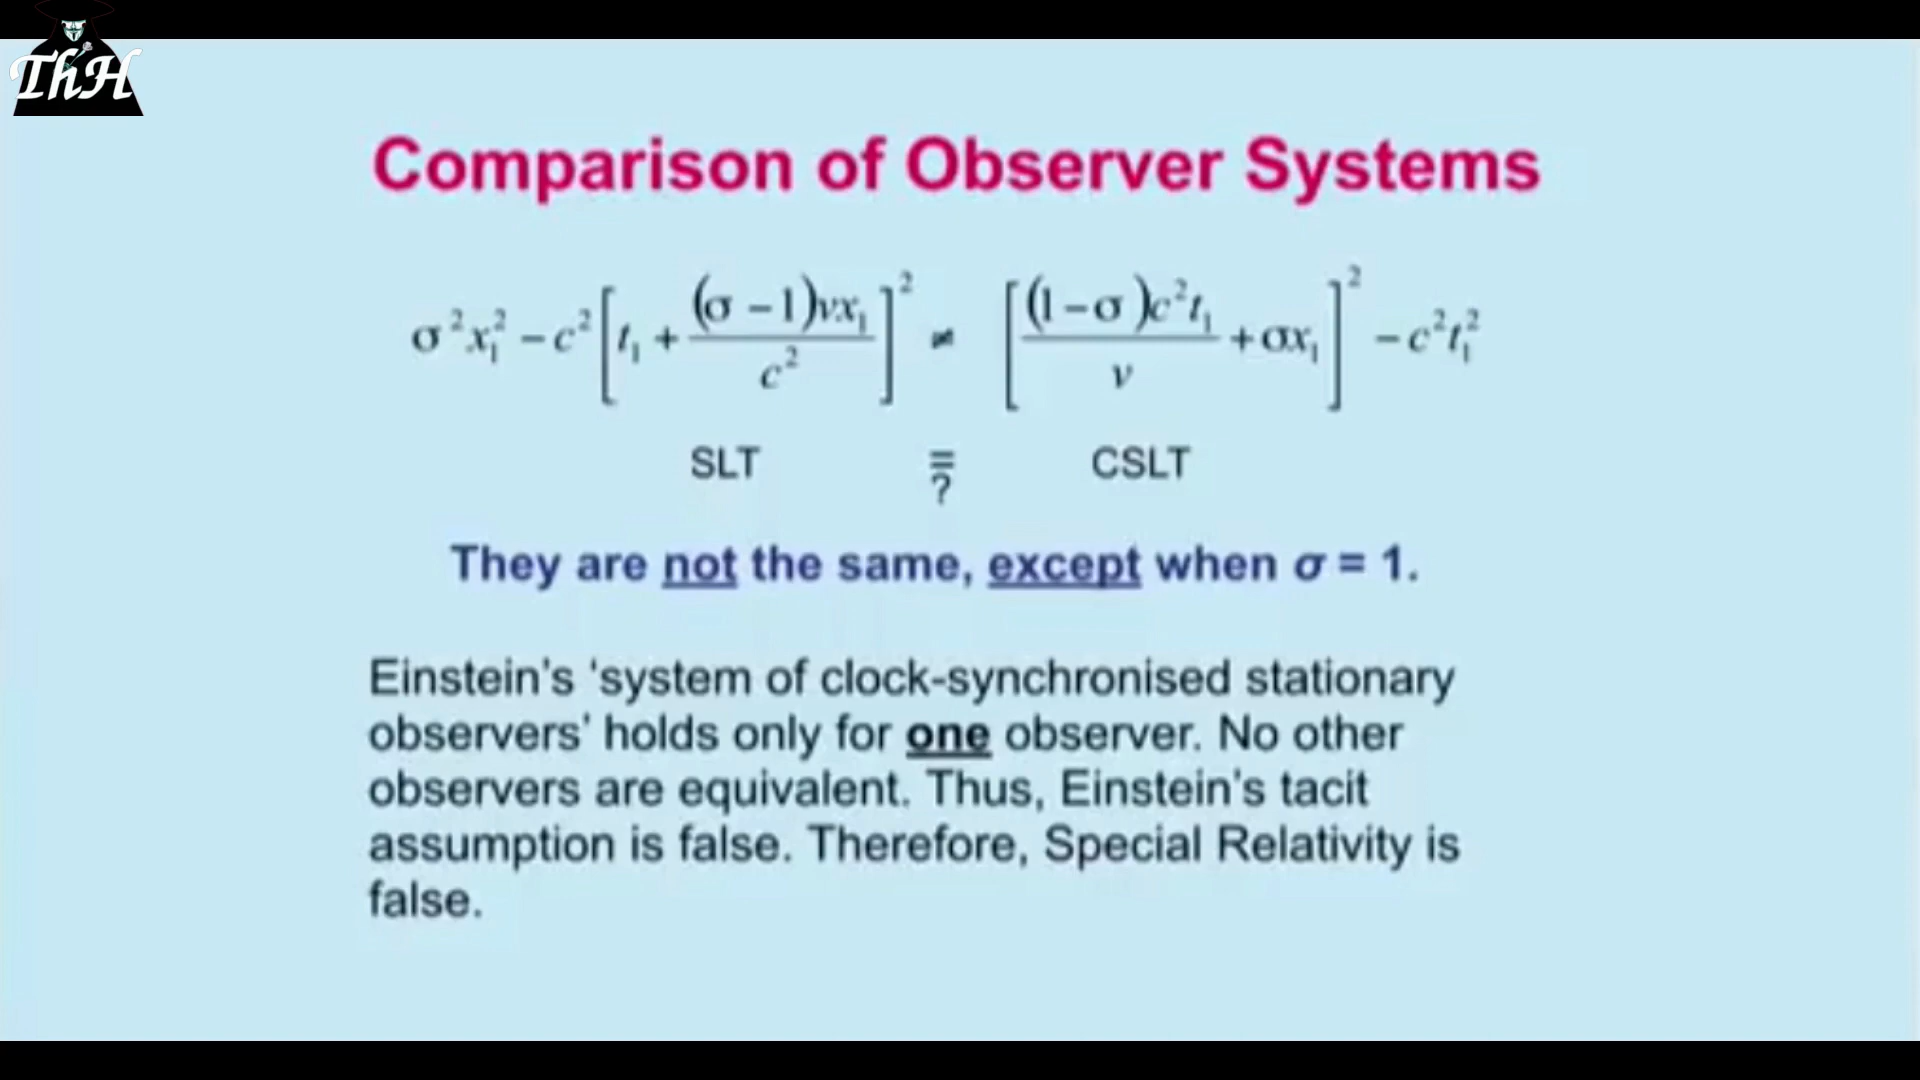 ThH
Comparison of Observer Systems
σ²x₁² − c² [ t₁ + (σ − 1)vx₁ / c² ]² ≠ [ (1 − σ)c²t₁ / v + σx₁ ]² − c²t₁²
SLT ≡ ? CSLT
They are not the same, except when σ = 1.
Einstein's 'system of clock-synchronised stationary
observers' holds only for one observer. No other
observers are equivalent. Thus, Einstein's tacit
assumption is false. Therefore, Special Relativity is
false.